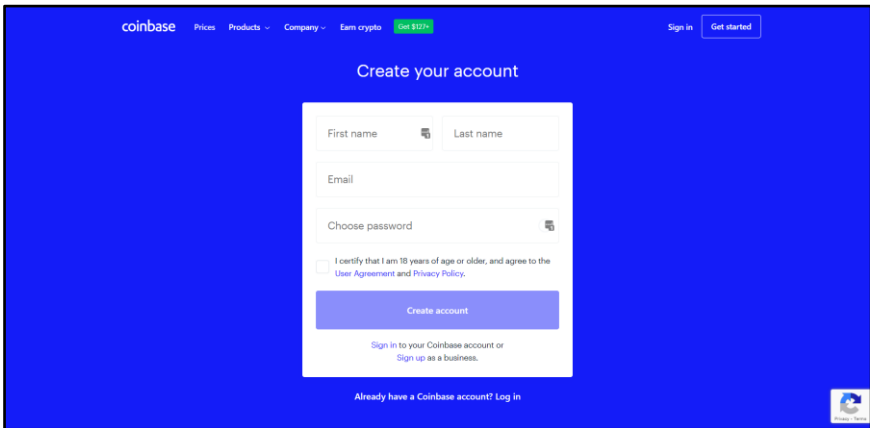 coinbase Prices Products Company Earn crypto Get $127+ Sign in Get started
Create your account
First name Last name
Email
Choose password
I certify that I am 18 years of age or older, and agree to the
User Agreement and Privacy Policy.
Create account
Sign in to your Coinbase account or
Sign up as a business.
Already have a Coinbase account? Log in
Privacy - Terms